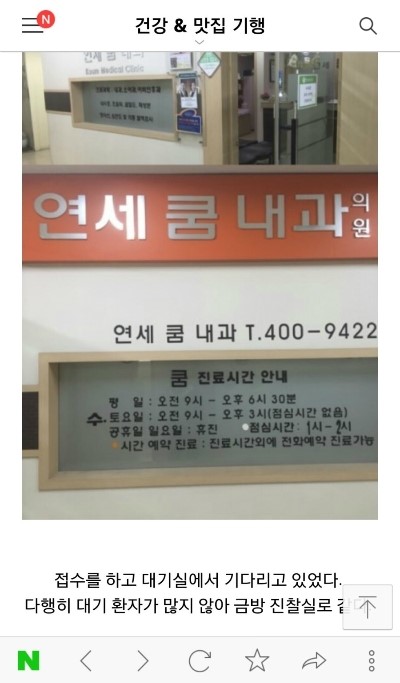 N
건강 & 맛집 기행
연세 쿰 내과
연세 쿰 내과 의원
연세 쿰 내과 T.400-9422
쿰 진료시간 안내
평 일 : 오전 9시 - 오후 6시 30분
수.토요일 : 오전 9시 - 오후 3시(점심시간 없음)
공휴일 일요일 : 휴진 점심시간: 1시-2시
시간 예약 진료 : 진료시간외에 전화예약 진료가능
접수를 하고 대기실에서 기다리고 있었다.
다행히 대기 환자가 많지 않아 금방 진찰실로
N